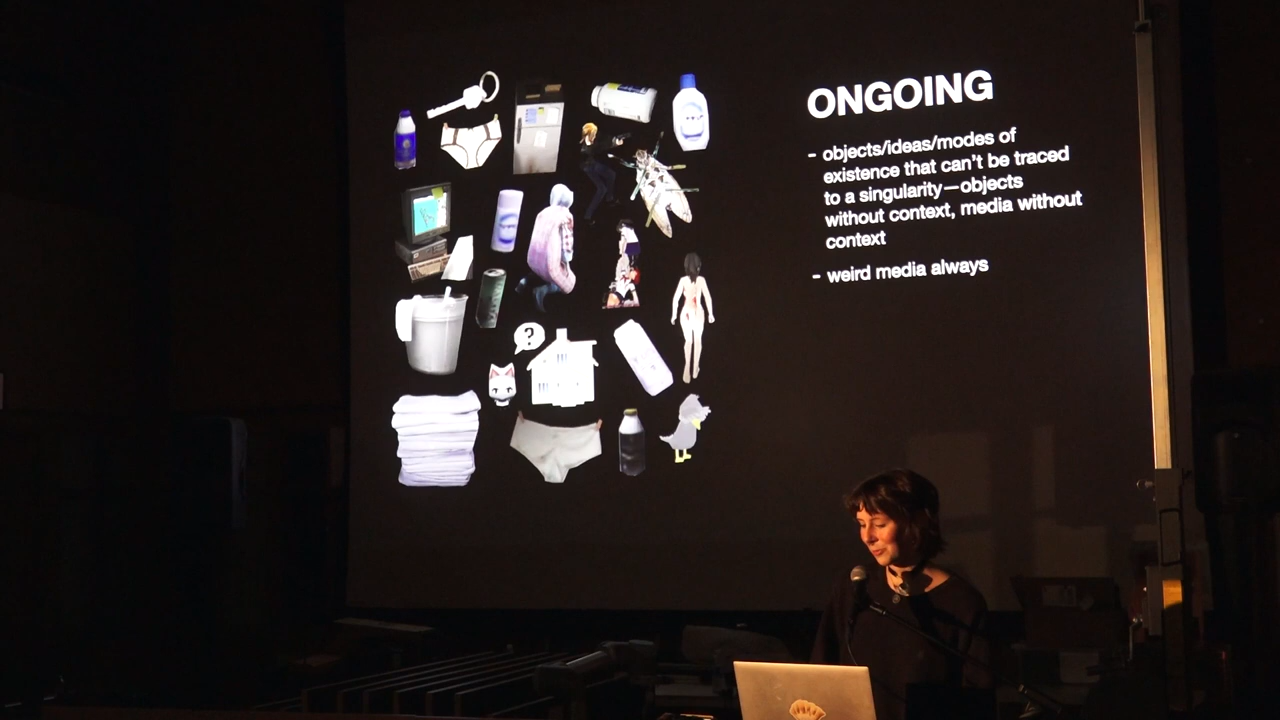 ONGOING
- objects/ideas/modes of
existence that can't be traced
to a singularity—objects
without context, media without
context
- weird media always
?